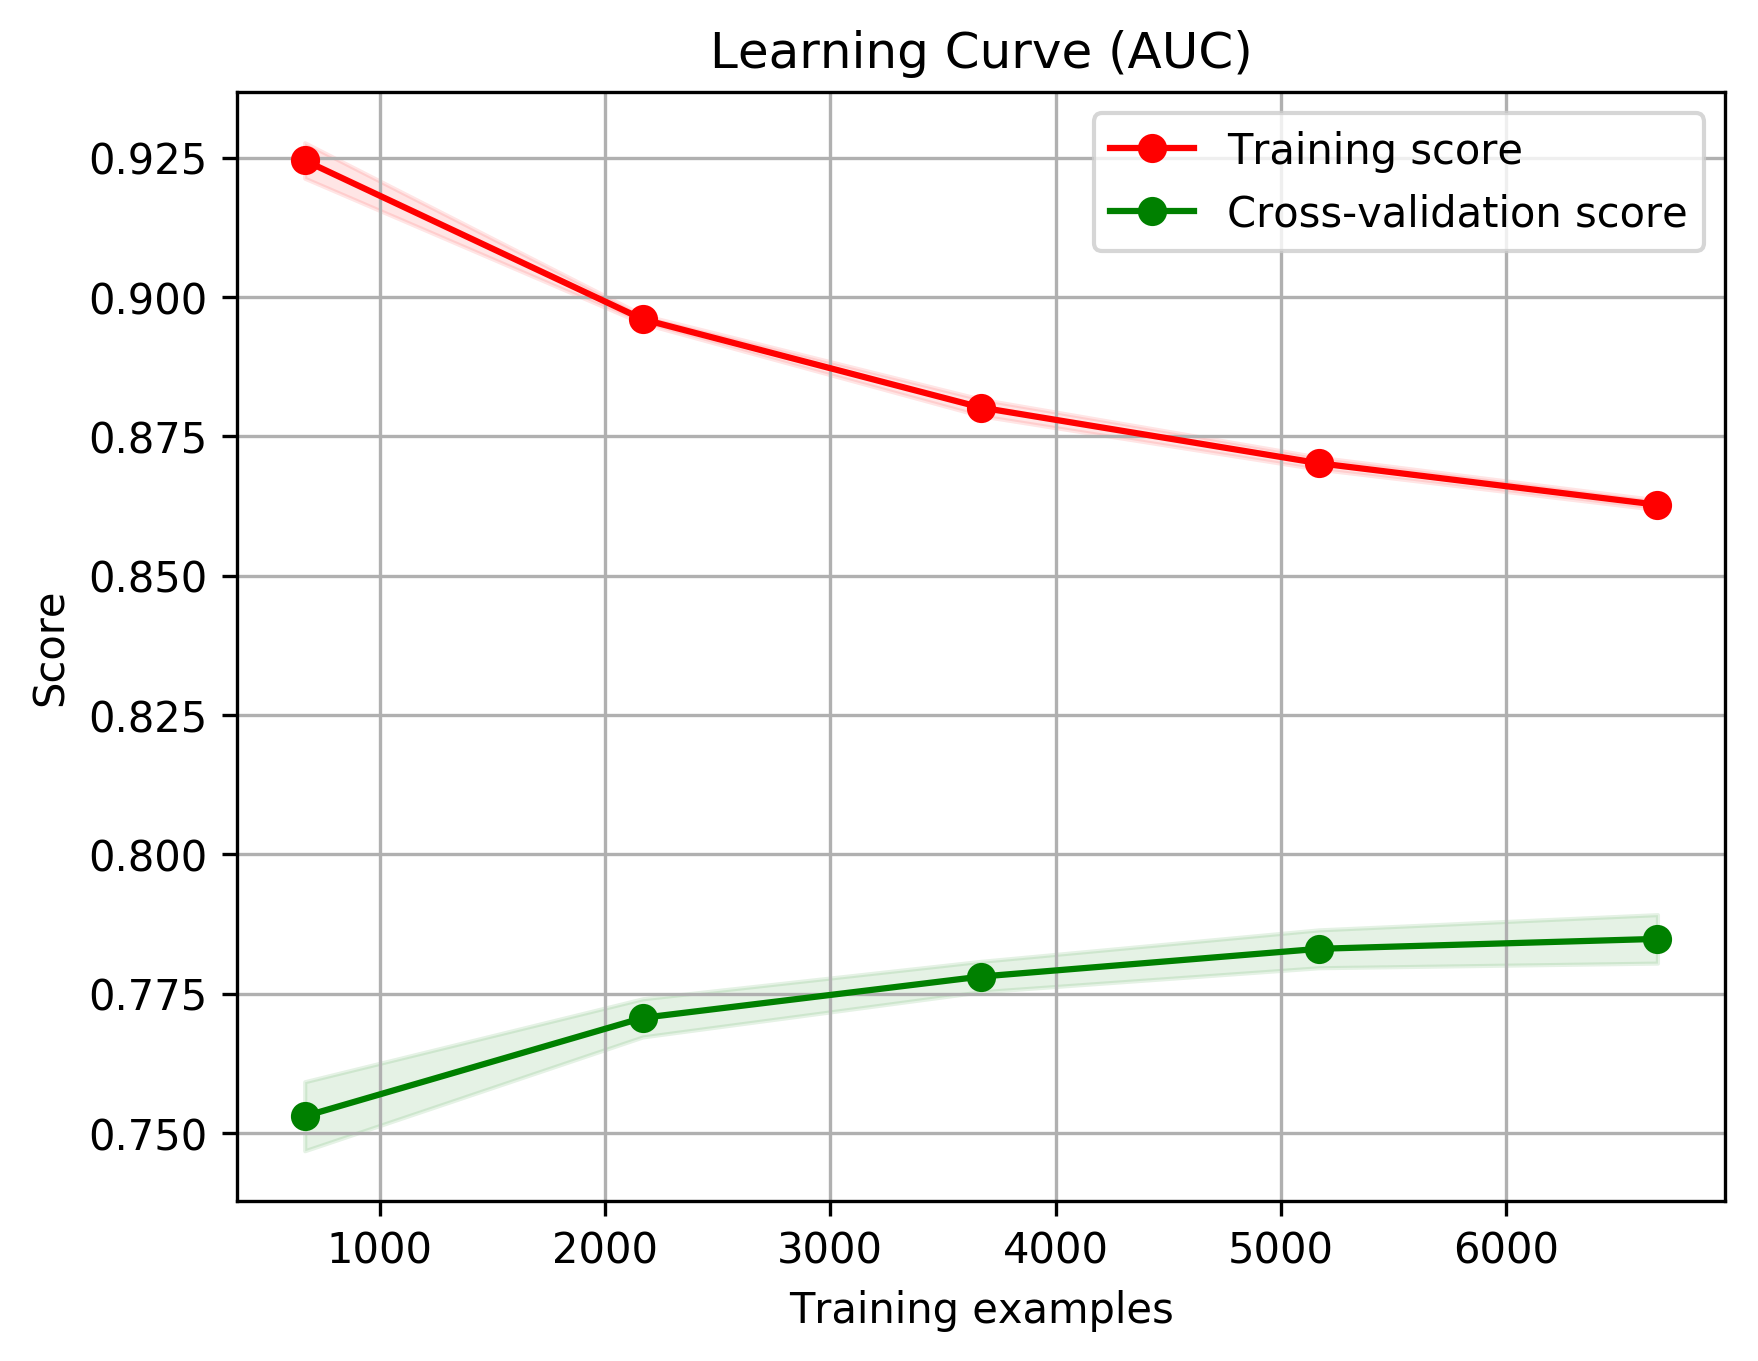 Learning Curve (AUC)
Training score
Cross-validation score
0.925
0.900
0.875
0.850
0.825
0.800
0.775
0.750
Score
1000 2000 3000 4000 5000 6000
Training examples